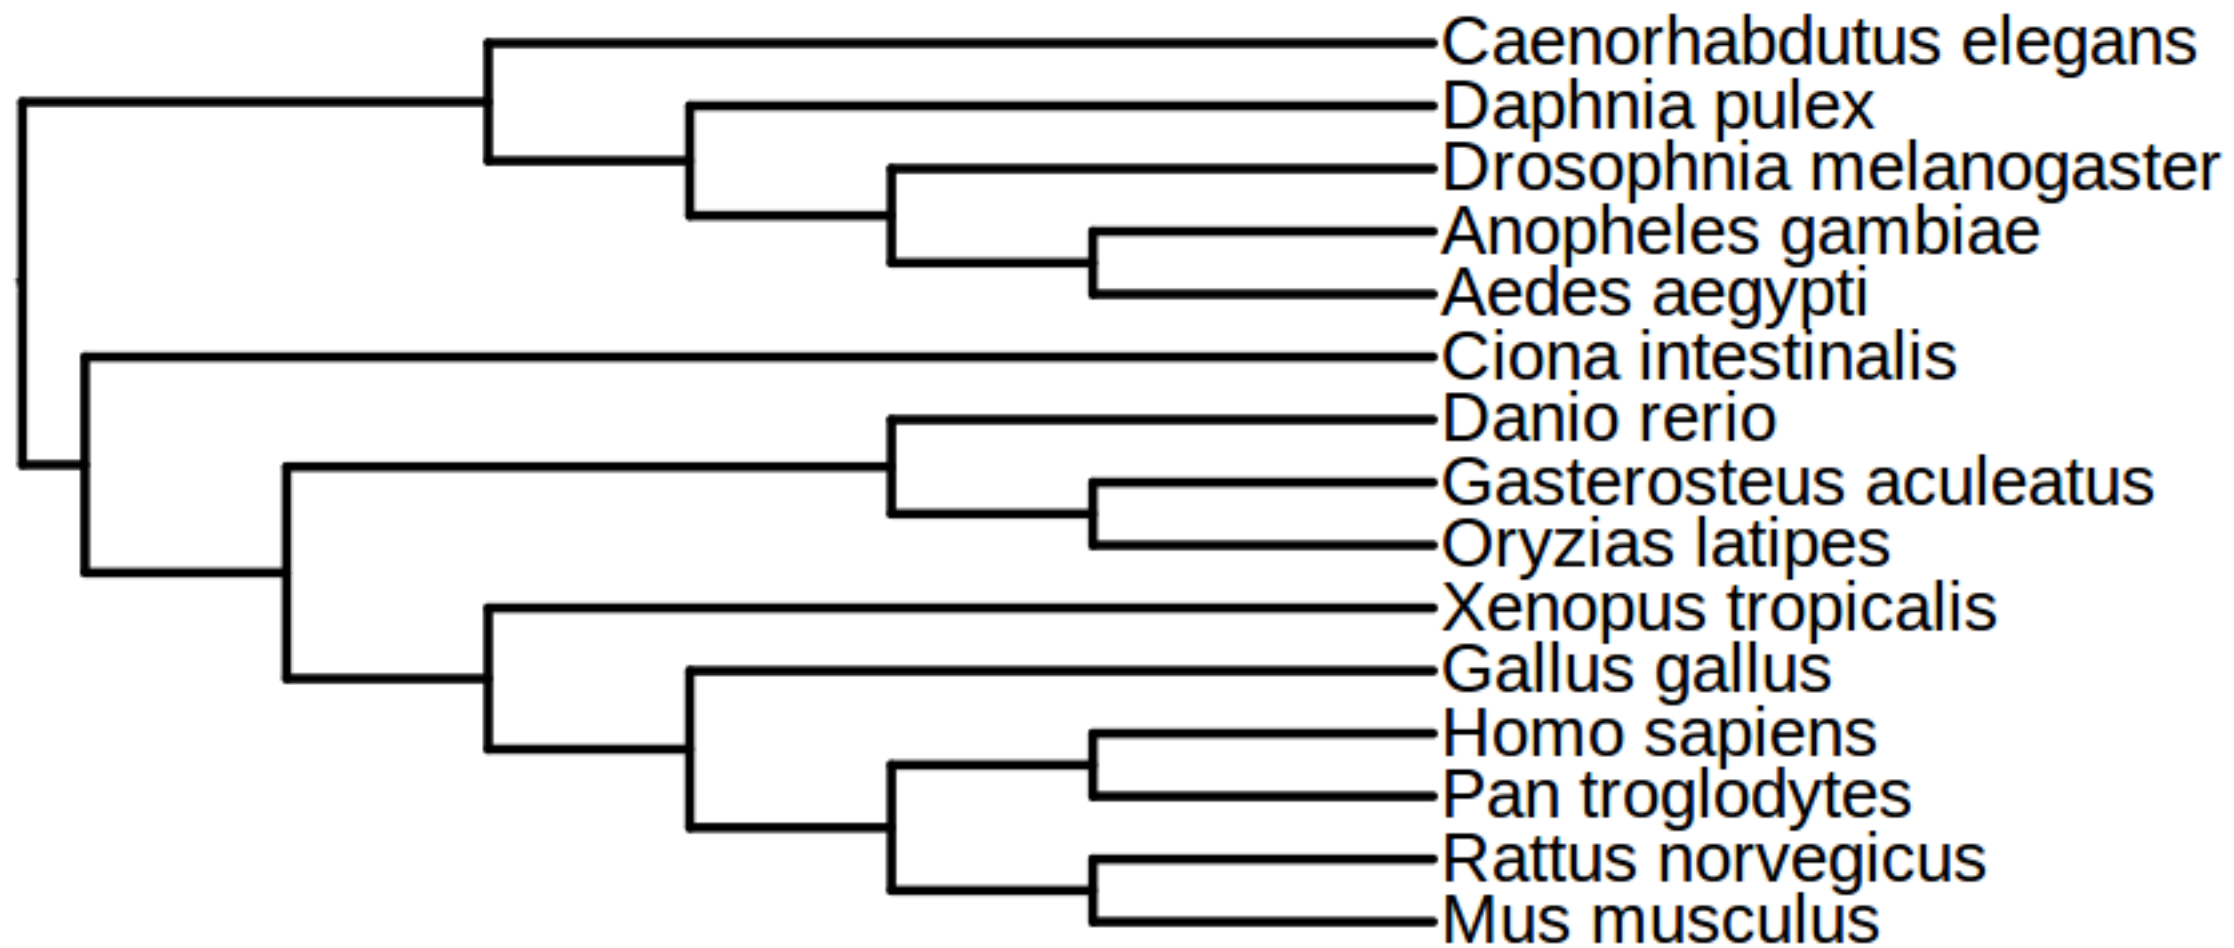 Caenorhabdutus elegans
Daphnia pulex
Drosophnia melanogaster
Anopheles gambiae
Aedes aegypti
Ciona intestinalis
Danio rerio
Gasterosteus aculeatus
Oryzias latipes
Xenopus tropicalis
Gallus gallus
Homo sapiens
Pan troglodytes
Rattus norvegicus
Mus musculus